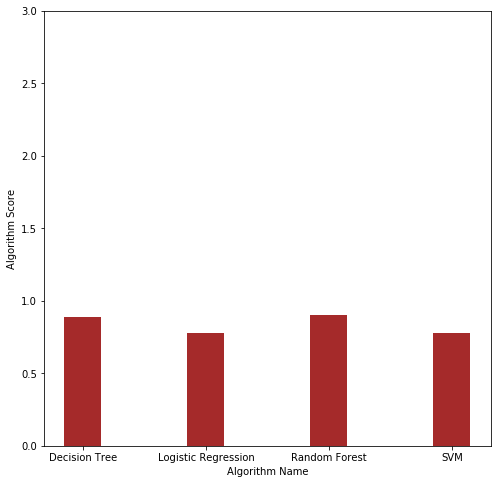 3.0
2.5
2.0
1.5
1.0
0.5
0.0
Algorithm Score
Decision Tree
Logistic Regression
Random Forest
SVM
Algorithm Name